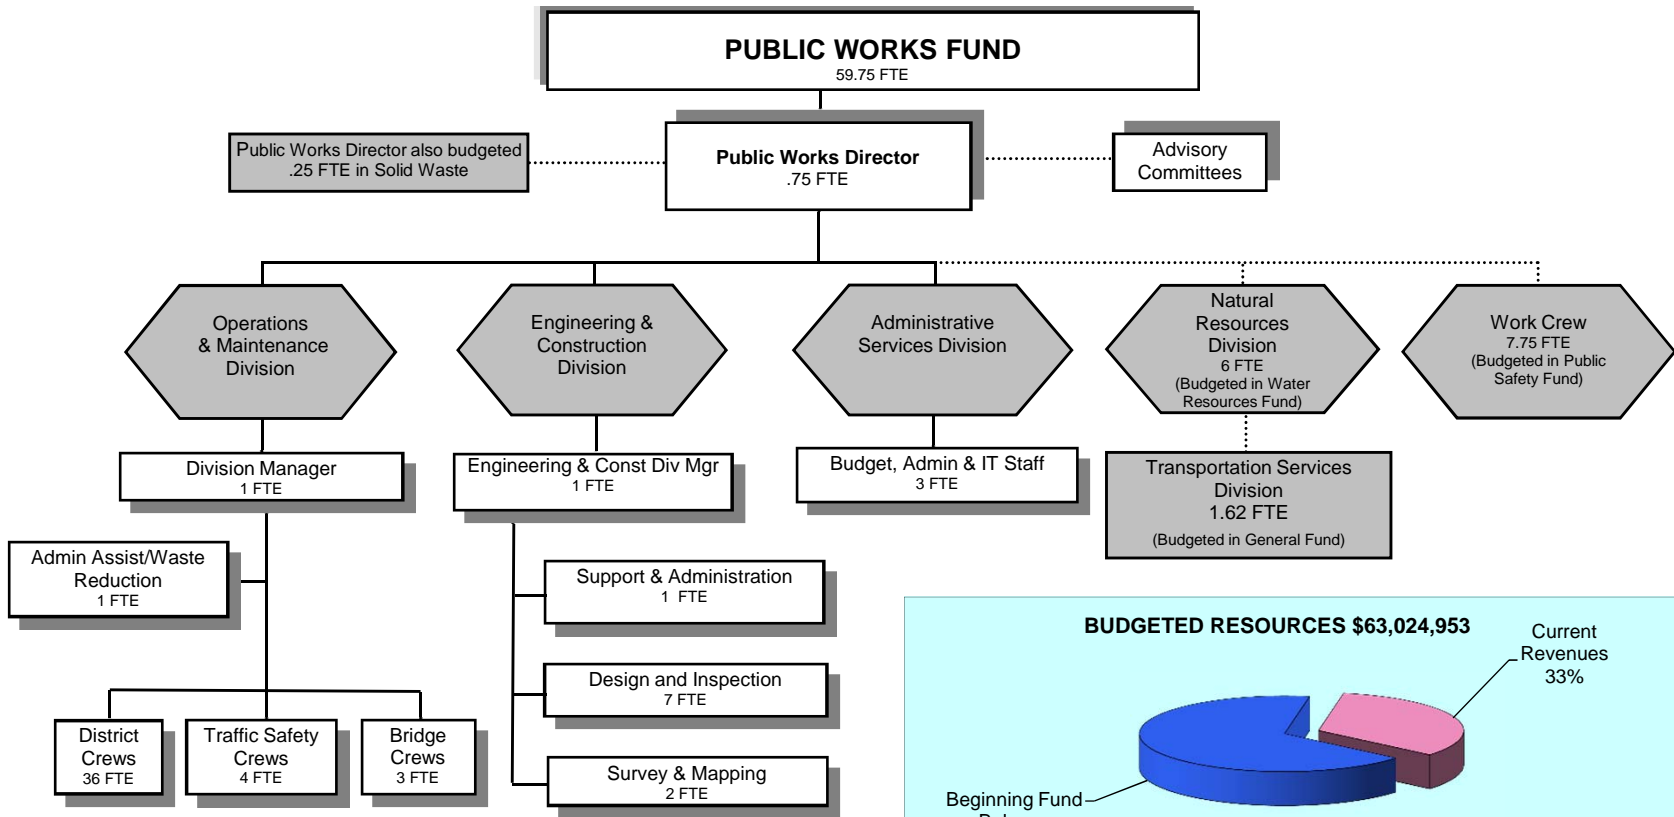 PUBLIC WORKS FUND
59.75 FTE
Public Works Director also budgeted
.25 FTE in Solid Waste
Public Works Director
.75 FTE
Advisory
Committees
Operations
& Maintenance
Division
Engineering &
Construction
Division
Administrative
Services Division
Natural
Resources
Division
6 FTE
(Budgeted in Water
Resources Fund)
Work Crew
7.75 FTE
(Budgeted in Public
Safety Fund)
Division Manager
1 FTE
Engineering & Const Div Mgr
1 FTE
Budget, Admin & IT Staff
3 FTE
Transportation Services
Division
1.62 FTE
(Budgeted in General Fund)
Admin Assist/Waste
Reduction
1 FTE
Support & Administration
1 FTE
Design and Inspection
7 FTE
Survey & Mapping
2 FTE
District
Crews
36 FTE
Traffic Safety
Crews
4 FTE
Bridge
Crews
3 FTE
BUDGETED RESOURCES $63,024,953
Current
Revenues
33%
Beginning Fund